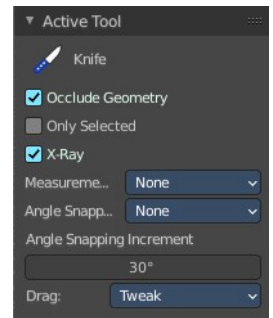 Active Tool
Knife
Occlude Geometry
Only Selected
X-Ray
Measureme... None
Angle Snapp... None
Angle Snapping Increment
30°
Drag: Tweak